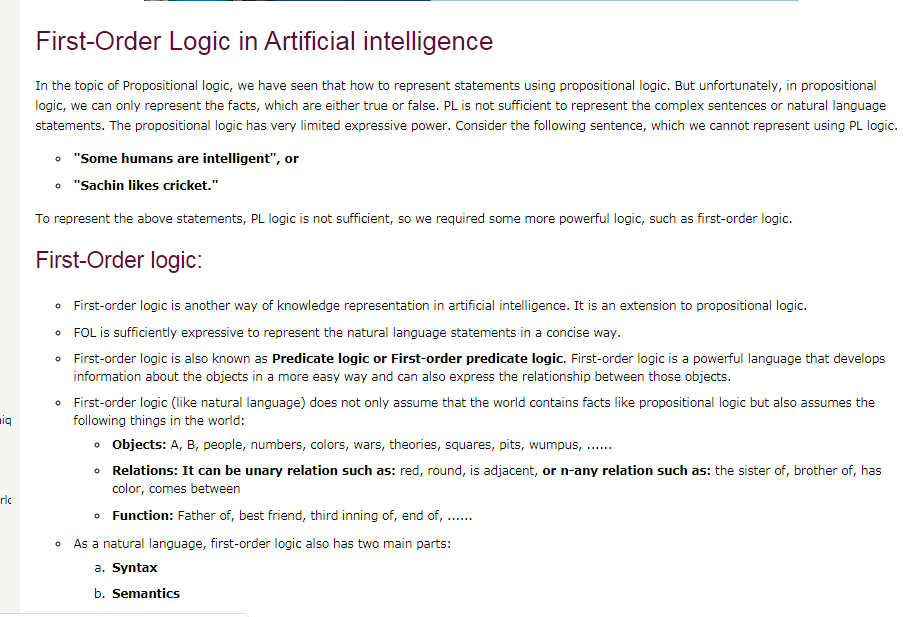 First-Order Logic in Artificial intelligence
In the topic of Propositional logic, we have seen that how to represent statements using propositional logic. But unfortunately, in propositional
logic, we can only represent the facts, which are either true or false. PL is not sufficient to represent the complex sentences or natural language
statements. The propositional logic has very limited expressive power. Consider the following sentence, which we cannot represent using PL logic.
"Some humans are intelligent", or
"Sachin likes cricket."
To represent the above statements, PL logic is not sufficient, so we required some more powerful logic, such as first-order logic.
First-Order logic:
First-order logic is another way of knowledge representation in artificial intelligence. It is an extension to propositional logic.
FOL is sufficiently expressive to represent the natural language statements in a concise way.
First-order logic is also known as Predicate logic or First-order predicate logic. First-order logic is a powerful language that develops
information about the objects in a more easy way and can also express the relationship between those objects.
First-order logic (like natural language) does not only assume that the world contains facts like propositional logic but also assumes the
following things in the world:
Objects: A, B, people, numbers, colors, wars, theories, squares, pits, wumpus, ......
Relations: It can be unary relation such as: red, round, is adjacent, or n-any relation such as: the sister of, brother of, has
color, comes between
Function: Father of, best friend, third inning of, end of, ......
As a natural language, first-order logic also has two main parts:
a. Syntax
b. Semantics